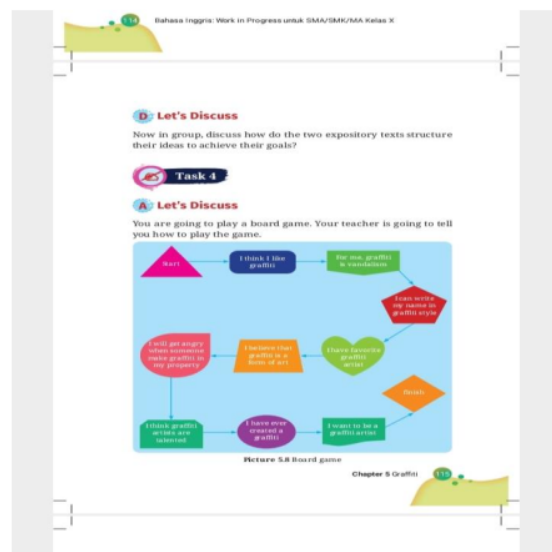 114 Bahasa Inggris: Work in Progress untuk SMA/SMK/MA Kelas X
D Let's Discuss
Now in group, discuss how do the two expository texts structure
their ideas to achieve their goals?
Task 4
A Let's Discuss
You are going to play a board game. Your teacher is going to tell
you how to play the game.
Start
I think I like
graffiti
For me, graffiti
is vandalism
I can write
my name in
graffiti style
I have favorite
graffiti
artist
I believe that
graffiti is a
form of art
I will get angry
when someone
make graffiti in
my property
I think graffiti
artists are
talented
I have ever
created a
graffiti
I want to be a
graffiti artist
Finish
Picture 5.8 Board game
Chapter 5 Graffiti 115